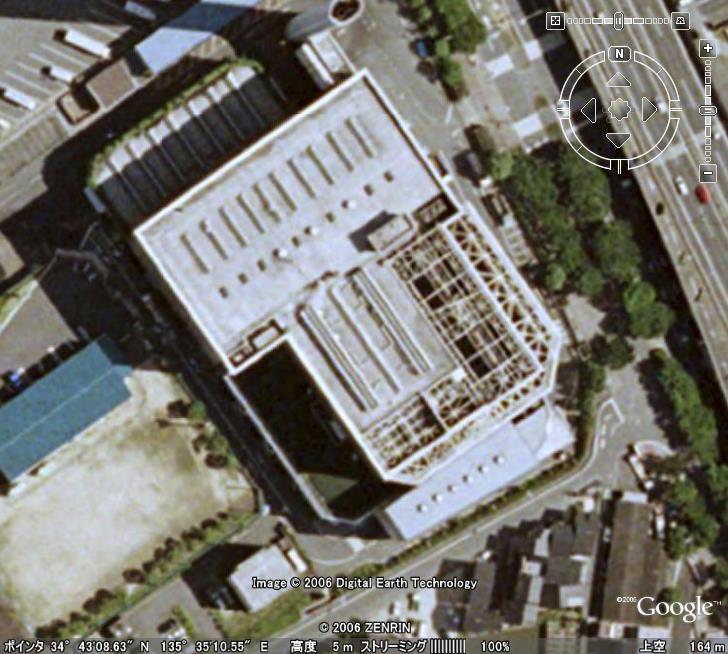 N
Image © 2006 Digital Earth Technology
© 2006 ZENRIN
©2006 Google™
ポインタ 34° 43'08.63" N 135° 35'10.55" E 高度 5 m ストリーミング |||||||||| 100% 上空 164 m